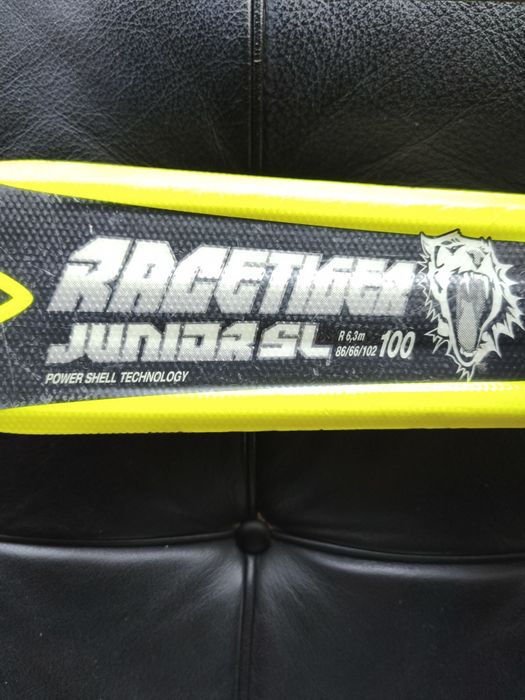 RACETIGER
JUNIOR SL R 6,3m 86/66/102 100
POWER SHELL TECHNOLOGY